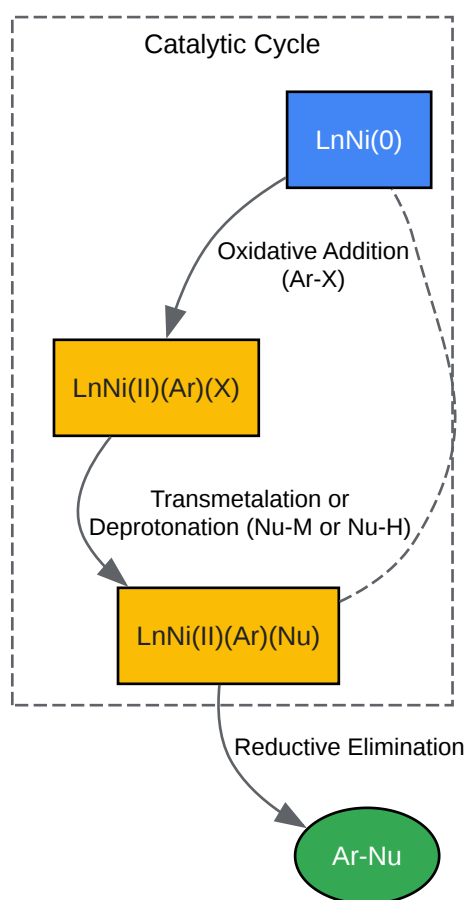 Catalytic Cycle
LnNi(0)
Oxidative Addition
(Ar-X)
LnNi(II)(Ar)(X)
Transmetalation or
Deprotonation (Nu-M or Nu-H)
LnNi(II)(Ar)(Nu)
Reductive Elimination
Ar-Nu